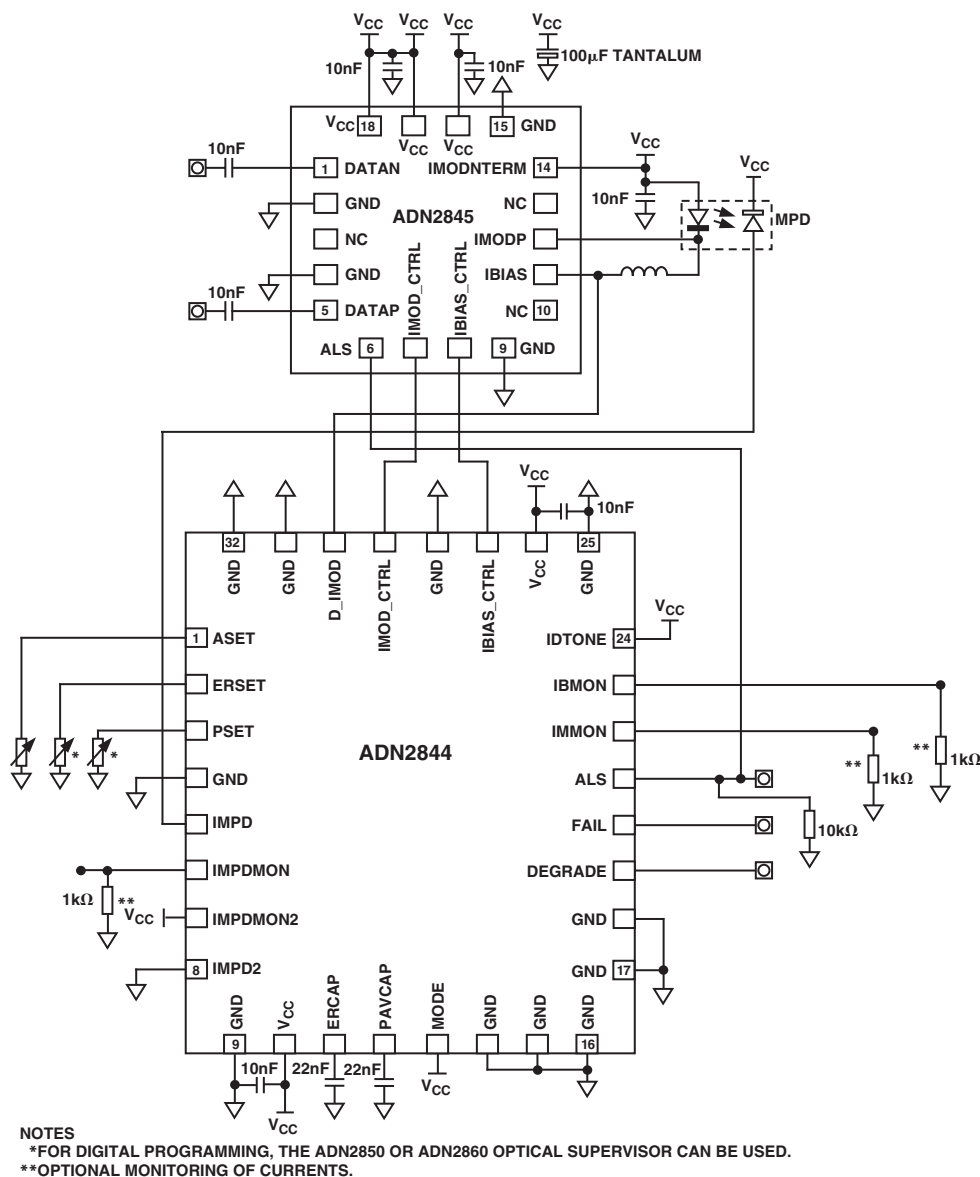 VCC VCC VCC VCC
100µF TANTALUM
10nF 10nF
VCC 18 VCC VCC 15 GND
10nF 1 DATAN IMODNTERM 14 VCC VCC
GND NC 10nF
ADN2845 MPD
NC IMODP
GND IBIAS
10nF 5 DATAP NC 10
IMOD_CTRL IBIAS_CTRL
ALS 6 9 GND
VCC 10nF
32 25
GND GND D_IMOD IMOD_CTRL GND IBIAS_CTRL VCC GND
VCC
1 ASET IDTONE 24
ERSET IBMON
PSET IMMON
* * ADN2844 ** 1kΩ ** 1kΩ
GND ALS
IMPD FAIL 10kΩ
IMPDMON DEGRADE
1kΩ **
VCC IMPDMON2 GND
8 IMPD2 GND 17
GND VCC ERCAP PAVCAP MODE GND GND GND
9 16
10nF 22nF 22nF VCC
VCC
NOTES
*FOR DIGITAL PROGRAMMING, THE ADN2850 OR ADN2860 OPTICAL SUPERVISOR CAN BE USED.
**OPTIONAL MONITORING OF CURRENTS.